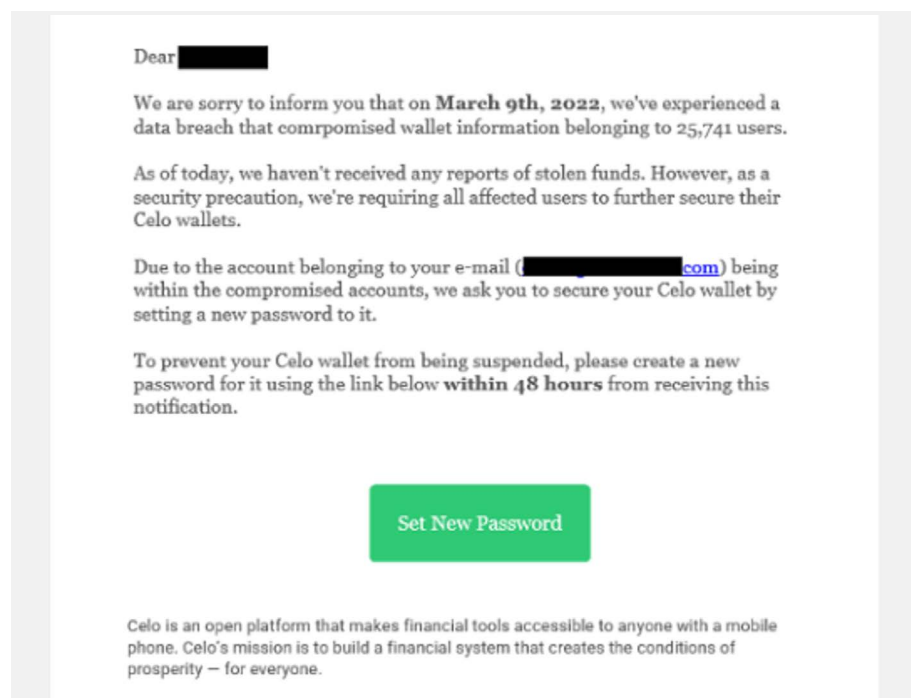 Dear
We are sorry to inform you that on March 9th, 2022, we've experienced a
data breach that comrpomised wallet information belonging to 25,741 users.
As of today, we haven't received any reports of stolen funds. However, as a
security precaution, we're requiring all affected users to further secure their
Celo wallets.
Due to the account belonging to your e-mail (com) being
within the compromised accounts, we ask you to secure your Celo wallet by
setting a new password to it.
To prevent your Celo wallet from being suspended, please create a new
password for it using the link below within 48 hours from receiving this
notification.
Set New Password
Celo is an open platform that makes financial tools accessible to anyone with a mobile
phone. Celo's mission is to build a financial system that creates the conditions of
prosperity — for everyone.